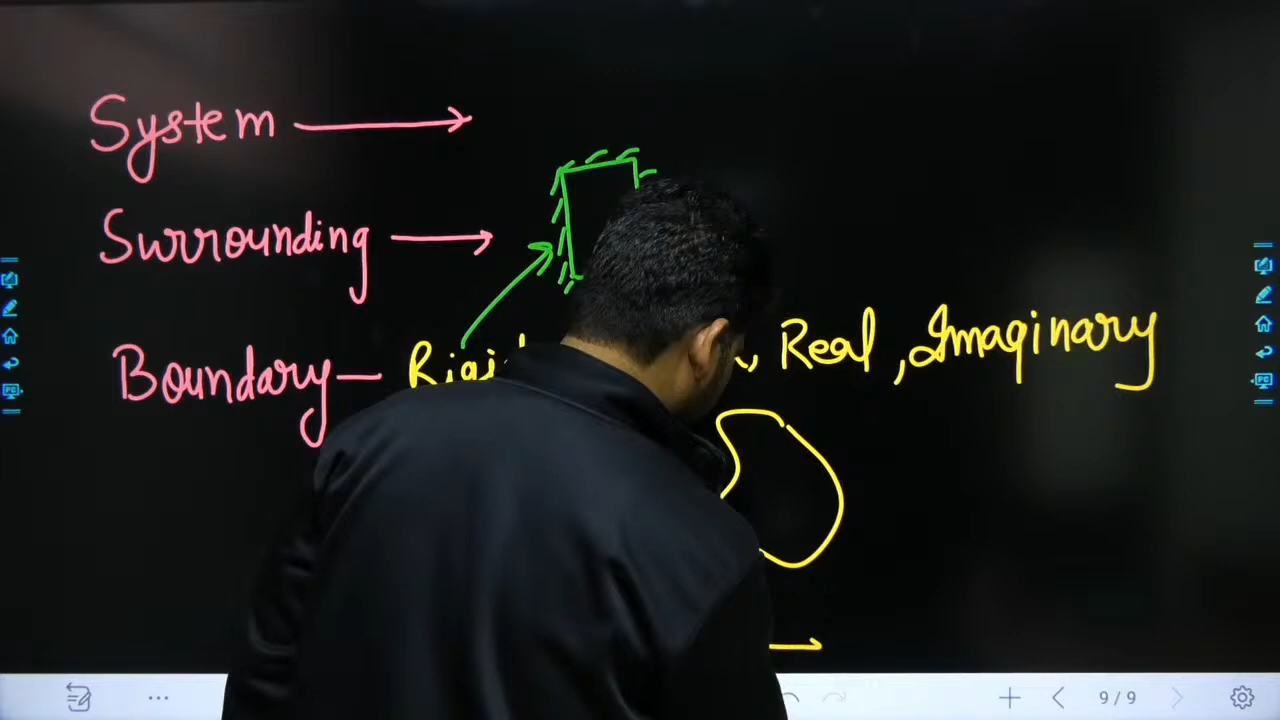 System
Surrounding
Boundary – , Real , Imaginary
9/9